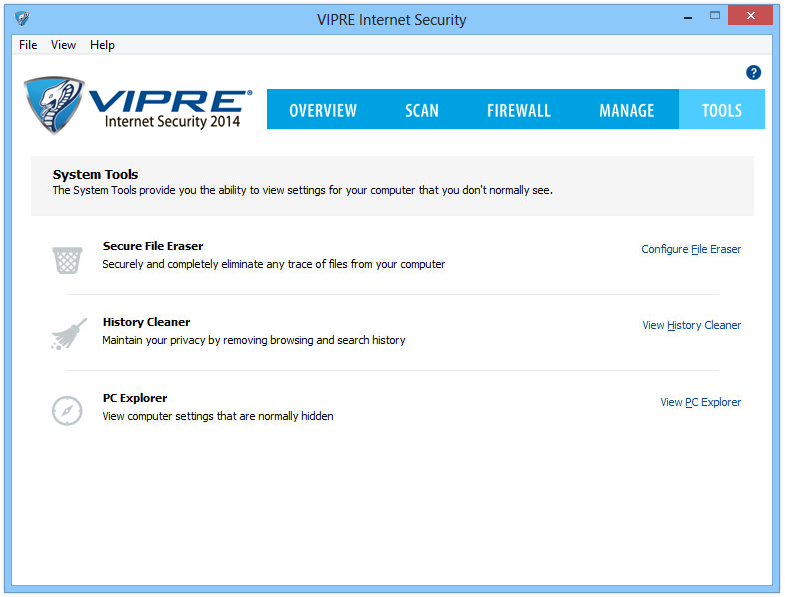 VIPRE Internet Security
File View Help
?
VIPRE®
Internet Security 2014
OVERVIEW SCAN FIREWALL MANAGE TOOLS
System Tools
The System Tools provide you the ability to view settings for your computer that you don't normally see.
Secure File Eraser
Configure File Eraser
Securely and completely eliminate any trace of files from your computer
History Cleaner
View History Cleaner
Maintain your privacy by removing browsing and search history
PC Explorer
View PC Explorer
View computer settings that are normally hidden